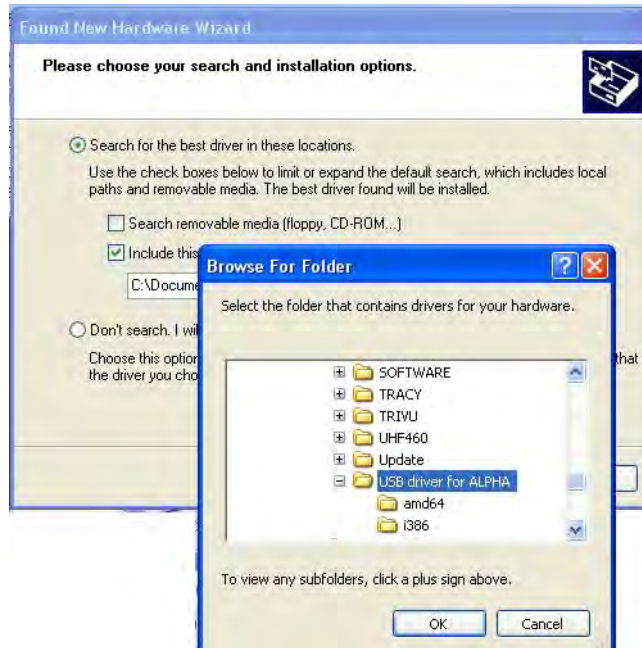 Found New Hardware Wizard
Please choose your search and installation options.
Search for the best driver in these locations.
Use the check boxes below to limit or expand the default search, which includes local
paths and removable media. The best driver found will be installed.
Search removable media (floppy, CD-ROM...)
Include this
C:\Docume
Don't search. I wil
Choose this option
that
the driver you cho
Browse For Folder
Select the folder that contains drivers for your hardware.
SOFTWARE
TRACY
TRIVU
UHF460
Update
USB driver for ALPHA
amd64
i386
To view any subfolders, click a plus sign above.
OK
Cancel